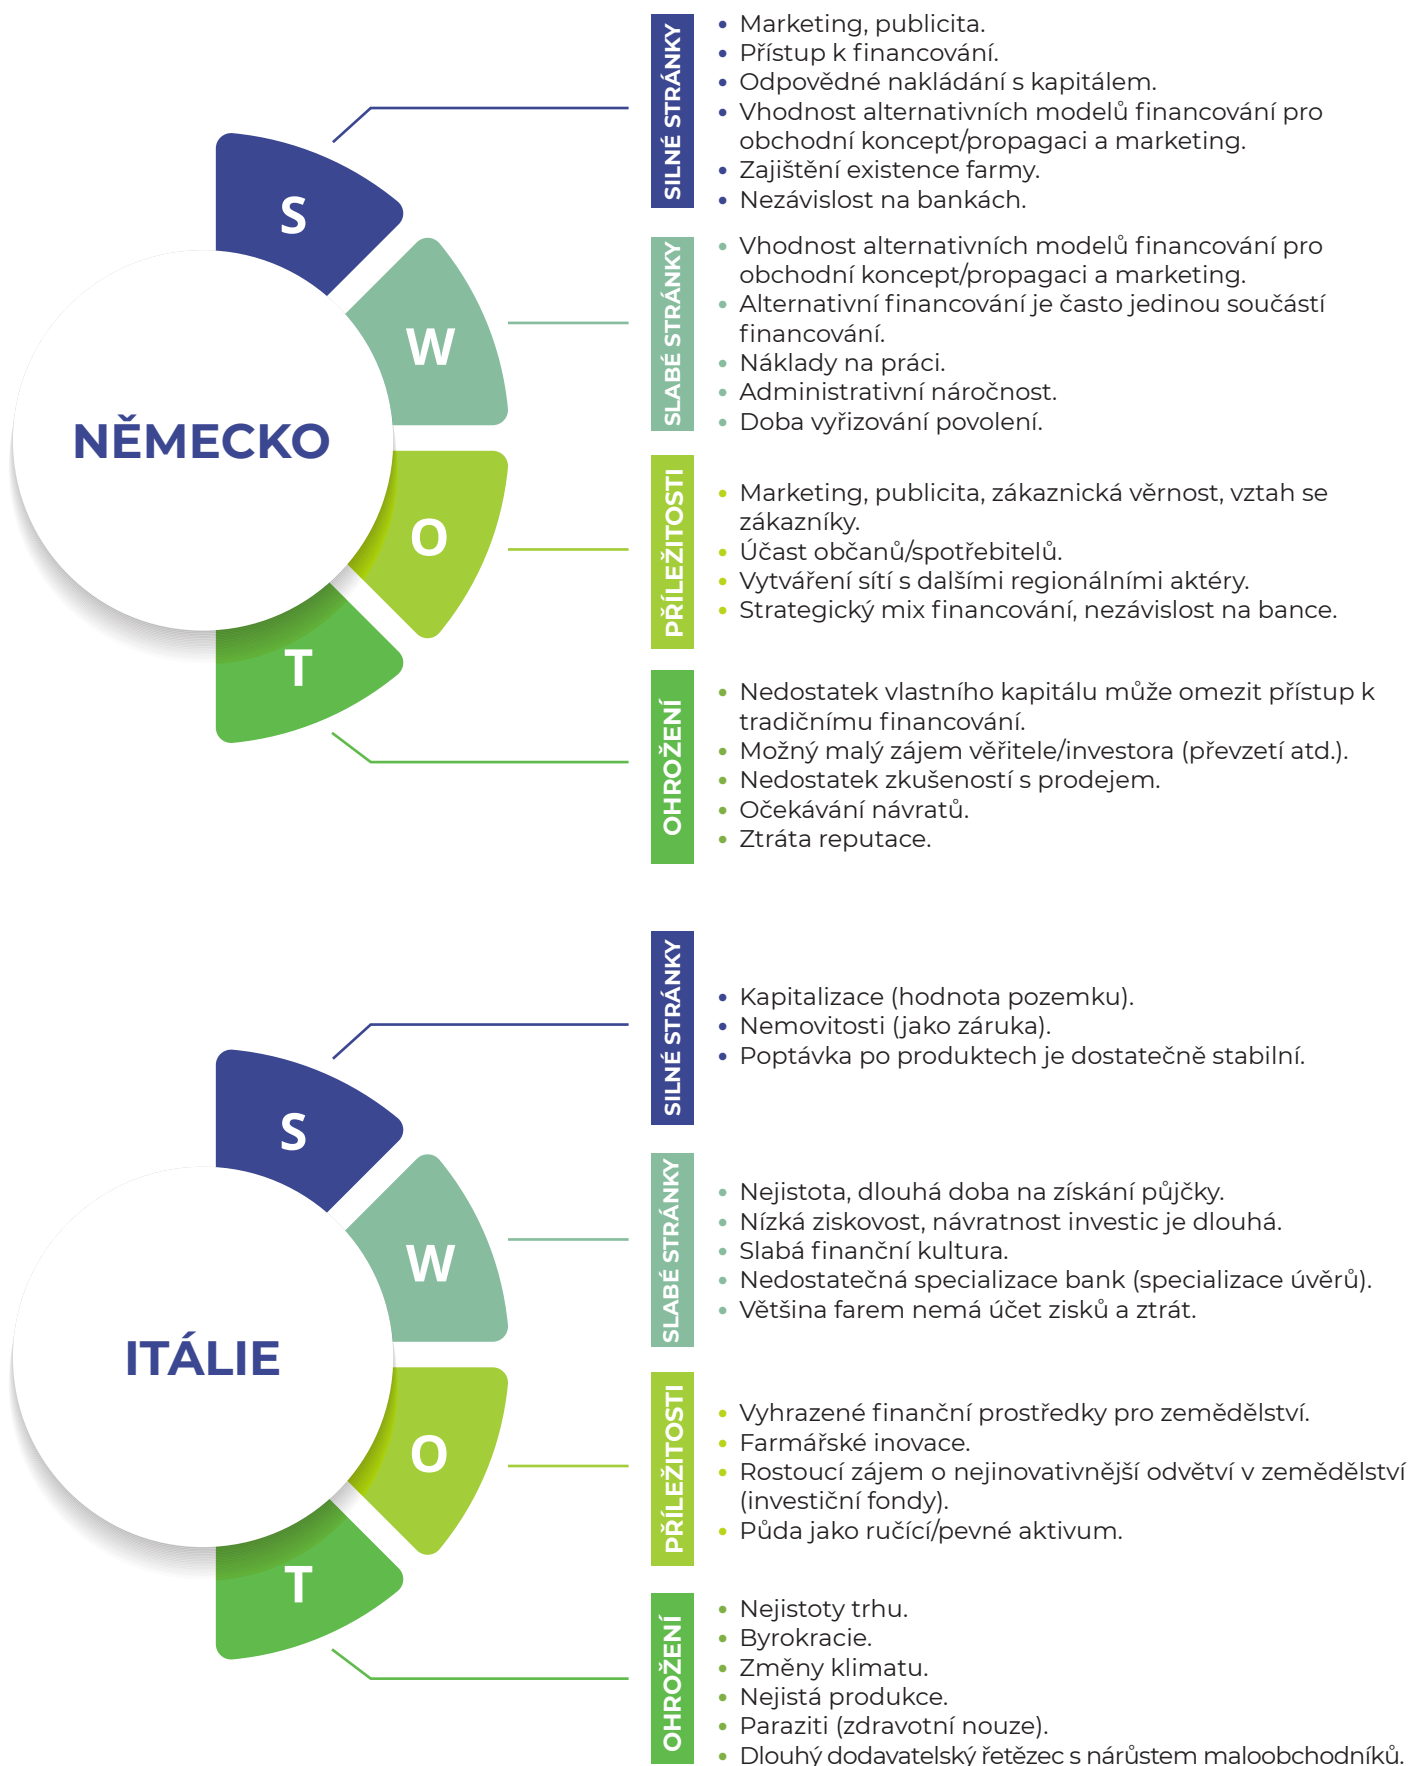 NĚMECKO
S
W
O
T
SILNÉ STRÁNKY
• Marketing, publicita.
• Přístup k financování.
• Odpovědné nakládání s kapitálem.
• Vhodnost alternativních modelů financování pro
obchodní koncept/propagaci a marketing.
• Zajištění existence farmy.
• Nezávislost na bankách.
SLABÉ STRÁNKY
• Vhodnost alternativních modelů financování pro
obchodní koncept/propagaci a marketing.
• Alternativní financování je často jedinou součástí
financování.
• Náklady na práci.
• Administrativní náročnost.
• Doba vyřizování povolení.
PŘÍLEŽITOSTI
• Marketing, publicita, zákaznická věrnost, vztah se
zákazníky.
• Účast občanů/spotřebitelů.
• Vytváření sítí s dalšími regionálními aktéry.
• Strategický mix financování, nezávislost na bance.
OHROŽENÍ
• Nedostatek vlastního kapitálu může omezit přístup k
tradičnímu financování.
• Možný malý zájem věřitele/investora (převzetí atd.).
• Nedostatek zkušeností s prodejem.
• Očekávání návratů.
• Ztráta reputace.
ITÁLIE
S
W
O
T
SILNÉ STRÁNKY
• Kapitalizace (hodnota pozemku).
• Nemovitosti (jako záruka).
• Poptávka po produktech je dostatečně stabilní.
SLABÉ STRÁNKY
• Nejistota, dlouhá doba na získání půjčky.
• Nízká ziskovost, návratnost investic je dlouhá.
• Slabá finanční kultura.
• Nedostatečná specializace bank (specializace úvěrů).
• Většina farem nemá účet zisků a ztrát.
PŘÍLEŽITOSTI
• Vyhrazené finanční prostředky pro zemědělství.
• Farmářské inovace.
• Rostoucí zájem o nejinovativnější odvětví v zemědělství
(investiční fondy).
• Půda jako ručící/pevné aktivum.
OHROŽENÍ
• Nejistoty trhu.
• Byrokracie.
• Změny klimatu.
• Nejistá produkce.
• Paraziti (zdravotní nouze).
• Dlouhý dodavatelský řetězec s nárůstem maloobchodníků.